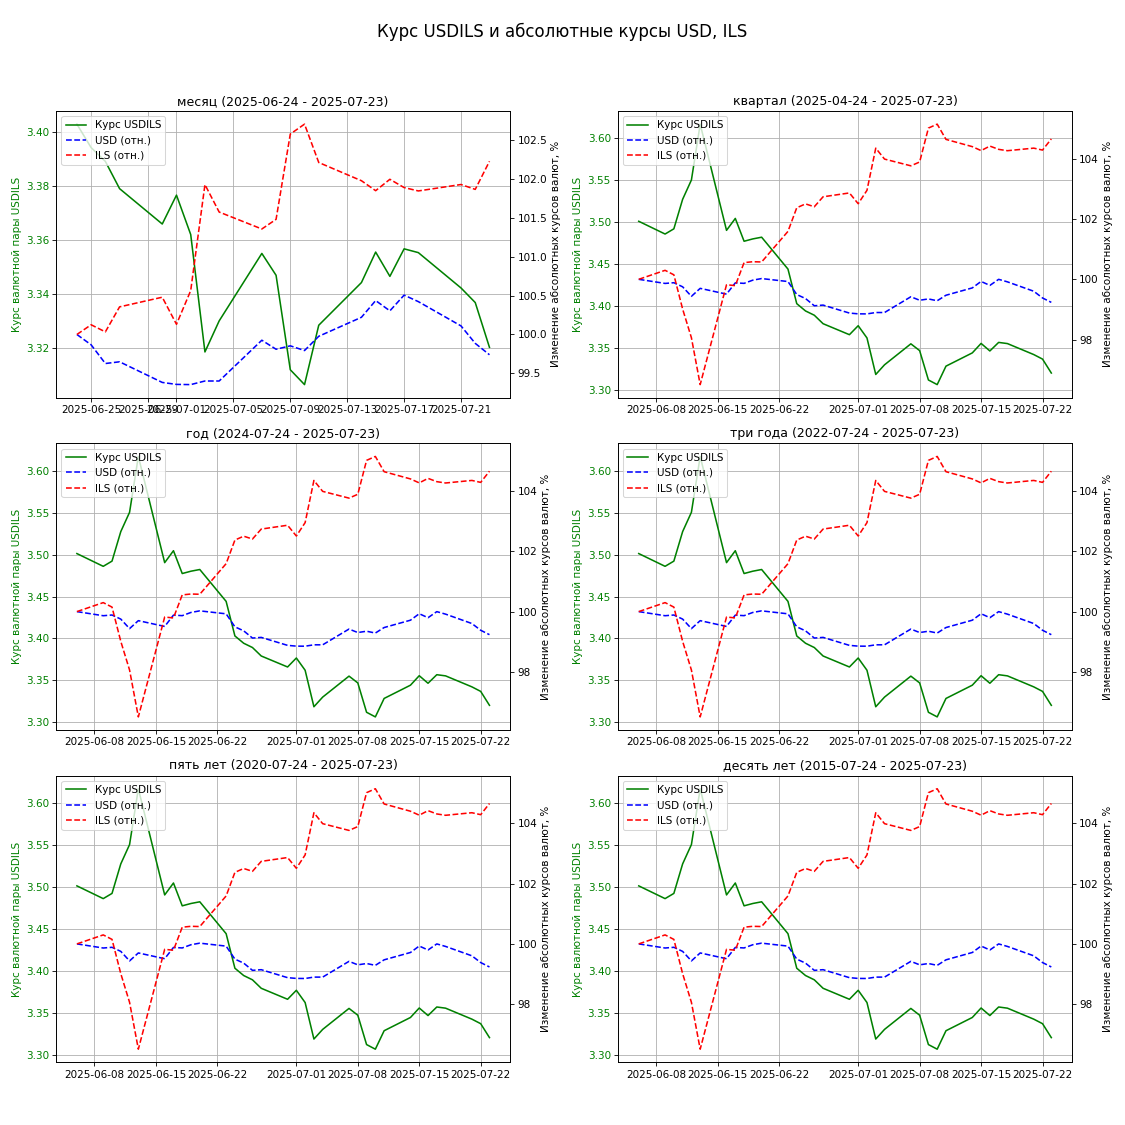 Курс USDILS и абсолютные курсы USD, ILS
месяц (2025-06-24 - 2025-07-23)
Курс USDILS
USD (отн.)
ILS (отн.)
Курс валютной пары USDILS
3.40
3.38
3.36
3.34
3.32
102.5
102.0
101.5
101.0
100.5
100.0
99.5
Изменение абсолютных курсов валют, %
2025-06-25 2025-06-29 2025-07-01 2025-07-05 2025-07-09 2025-07-13 2025-07-17 2025-07-21
квартал (2025-04-24 - 2025-07-23)
Курс USDILS
USD (отн.)
ILS (отн.)
Курс валютной пары USDILS
3.60
3.55
3.50
3.45
3.40
3.35
3.30
104
102
100
98
Изменение абсолютных курсов валют, %
2025-06-08 2025-06-15 2025-06-22 2025-07-01 2025-07-08 2025-07-15 2025-07-22
год (2024-07-24 - 2025-07-23)
Курс USDILS
USD (отн.)
ILS (отн.)
Курс валютной пары USDILS
3.60
3.55
3.50
3.45
3.40
3.35
3.30
104
102
100
98
Изменение абсолютных курсов валют, %
2025-06-08 2025-06-15 2025-06-22 2025-07-01 2025-07-08 2025-07-15 2025-07-22
три года (2022-07-24 - 2025-07-23)
Курс USDILS
USD (отн.)
ILS (отн.)
Курс валютной пары USDILS
3.60
3.55
3.50
3.45
3.40
3.35
3.30
104
102
100
98
Изменение абсолютных курсов валют, %
2025-06-08 2025-06-15 2025-06-22 2025-07-01 2025-07-08 2025-07-15 2025-07-22
пять лет (2020-07-24 - 2025-07-23)
Курс USDILS
USD (отн.)
ILS (отн.)
Курс валютной пары USDILS
3.60
3.55
3.50
3.45
3.40
3.35
3.30
104
102
100
98
Изменение абсолютных курсов валют, %
2025-06-08 2025-06-15 2025-06-22 2025-07-01 2025-07-08 2025-07-15 2025-07-22
десять лет (2015-07-24 - 2025-07-23)
Курс USDILS
USD (отн.)
ILS (отн.)
Курс валютной пары USDILS
3.60
3.55
3.50
3.45
3.40
3.35
3.30
104
102
100
98
Изменение абсолютных курсов валют, %
2025-06-08 2025-06-15 2025-06-22 2025-07-01 2025-07-08 2025-07-15 2025-07-22